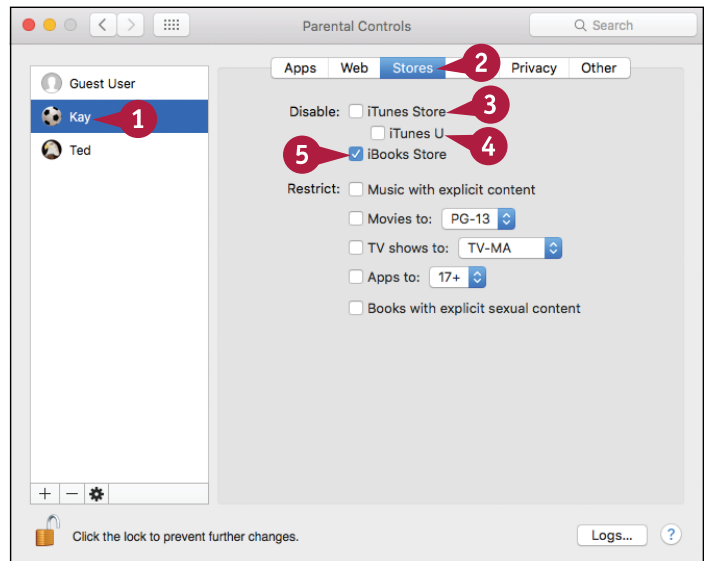 Parental Controls
Search
Guest User
Kay
1
Ted
Apps Web Stores 2 Privacy Other
Disable: iTunes Store 3
iTunes U 4
5 iBooks Store
Restrict: Music with explicit content
Movies to: PG-13
TV shows to: TV-MA
Apps to: 17+
Books with explicit sexual content
+ −
Click the lock to prevent further changes.
Logs... ?